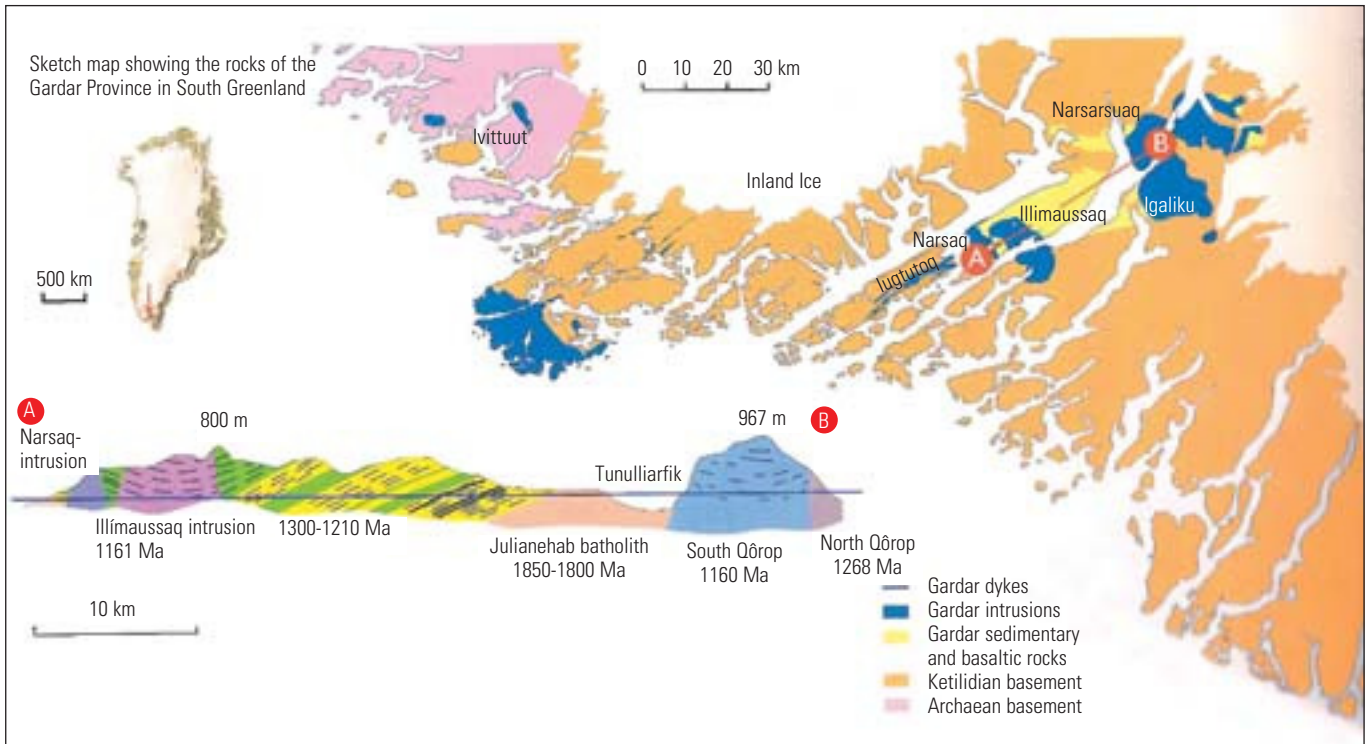 Sketch map showing the rocks of the
Gardar Province in South Greenland
0 10 20 30 km
Ivittuut
Narsarsuaq
B
Inland Ice
Illimaussaq
Igaliku
Narsaq
A
Iugtutoq
500 km
A
Narsaq-
intrusion
800 m
967 m
B
Tunulliarfik
Illímaussaq intrusion
1161 Ma
1300-1210 Ma
Julianehab batholith
1850-1800 Ma
South Qôrop
1160 Ma
North Qôrop
1268 Ma
10 km
Gardar dykes
Gardar intrusions
Gardar sedimentary
and basaltic rocks
Ketilidian basement
Archaean basement